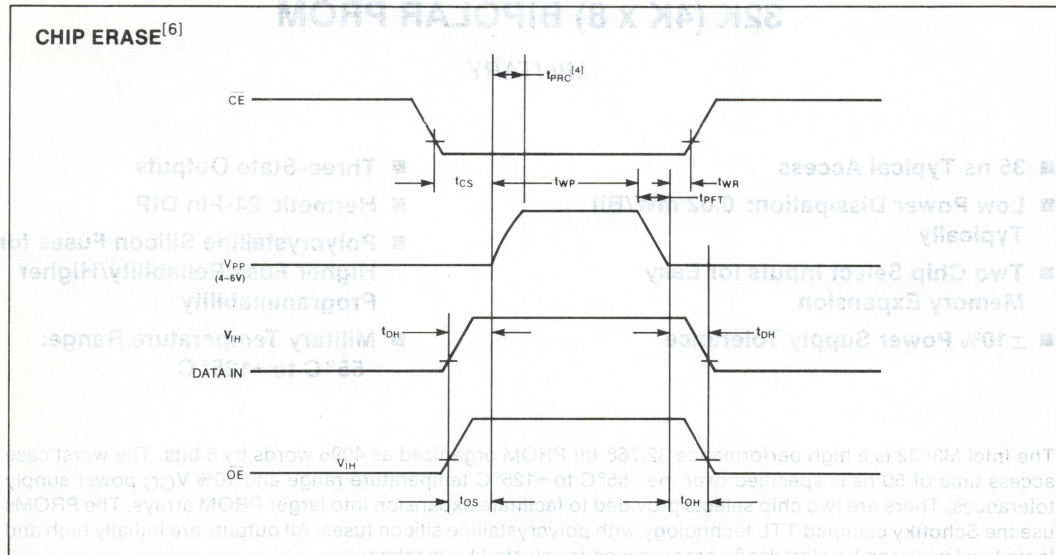 32K (4K x 8) BIPOLAR PROM
MILITARY
CHIP ERASE[6]
tPRC[4]
CE
tCS
tWP
tWR
tPFT
35 ns Typical Access
Three-State Outputs
Hermetic 24-Pin DIP
Low Power Dissipation: 0.02 mW/Bit
Typically
Polycrystalline Silicon Fuses for
Higher Fuse Reliability/Higher
Programmability
VPP
(4–6V)
Two Chip Select Inputs for Easy
Memory Expansion
tDH
tDH
VIH
DATA IN
±10% Power Supply Tolerance
Military Temperature Range:
-55°C to +125°C
VIH
OE
tOS
tOH
The Intel is a high performance 32,768-bit PROM organized as 4096 words by 8 bits. The worst case
access time of 50 ns is specified over the -55°C to +125°C temperature range and 10% VCC power supply
tolerances. There are two chip selects provided to facilitate expansion into larger PROM arrays. The PROMs
use the Schottky clamped TTL technology with polycrystalline silicon fuses. All outputs are initially high and